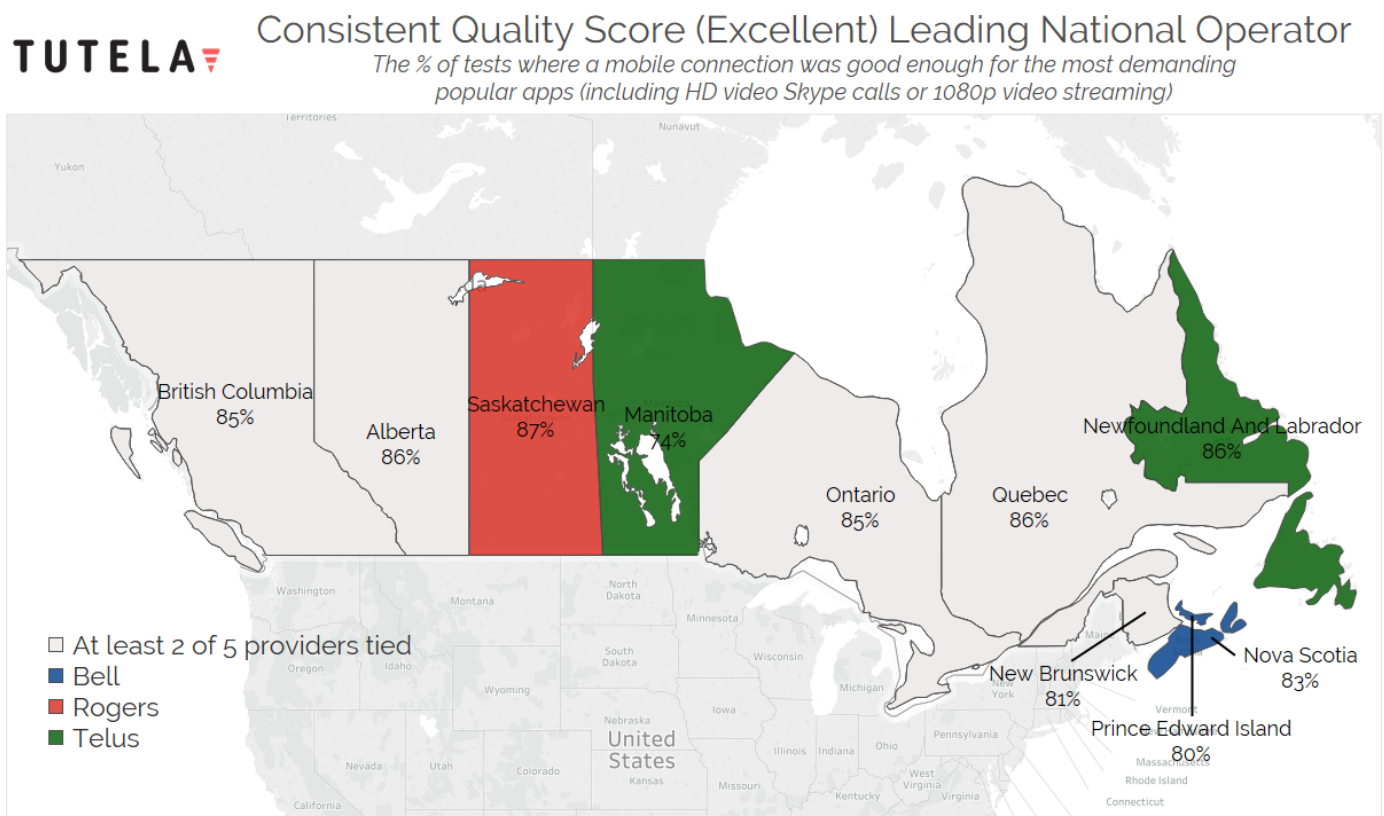 TUTELA
Consistent Quality Score (Excellent) Leading National Operator
The % of tests where a mobile connection was good enough for the most demanding
popular apps (including HD video Skype calls or 1080p video streaming)
Territories
Nunavut
Yukon
British Columbia
85%
Alberta
86%
Saskatchewan
87%
Manitoba
74%
Ontario
85%
Quebec
86%
Newfoundland And Labrador
86%
New Brunswick
81%
Nova Scotia
83%
Prince Edward Island
80%
At least 2 of 5 providers tied
Bell
Rogers
Telus
Washington
Montana
North
Dakota
Minnesota
Oregon
Idaho
South
Dakota
Wisconsin
Wyoming
Michigan
New
York
Vermont
Iowa
Nebraska
United
States
Nevada
Utah
Colorado
Kansas
Illinois
Indiana
Ohio
Pennsylvania
Massachusetts
Rhode Island
Connecticut
California
Missouri
Kentucky
West
Virginia
Virginia